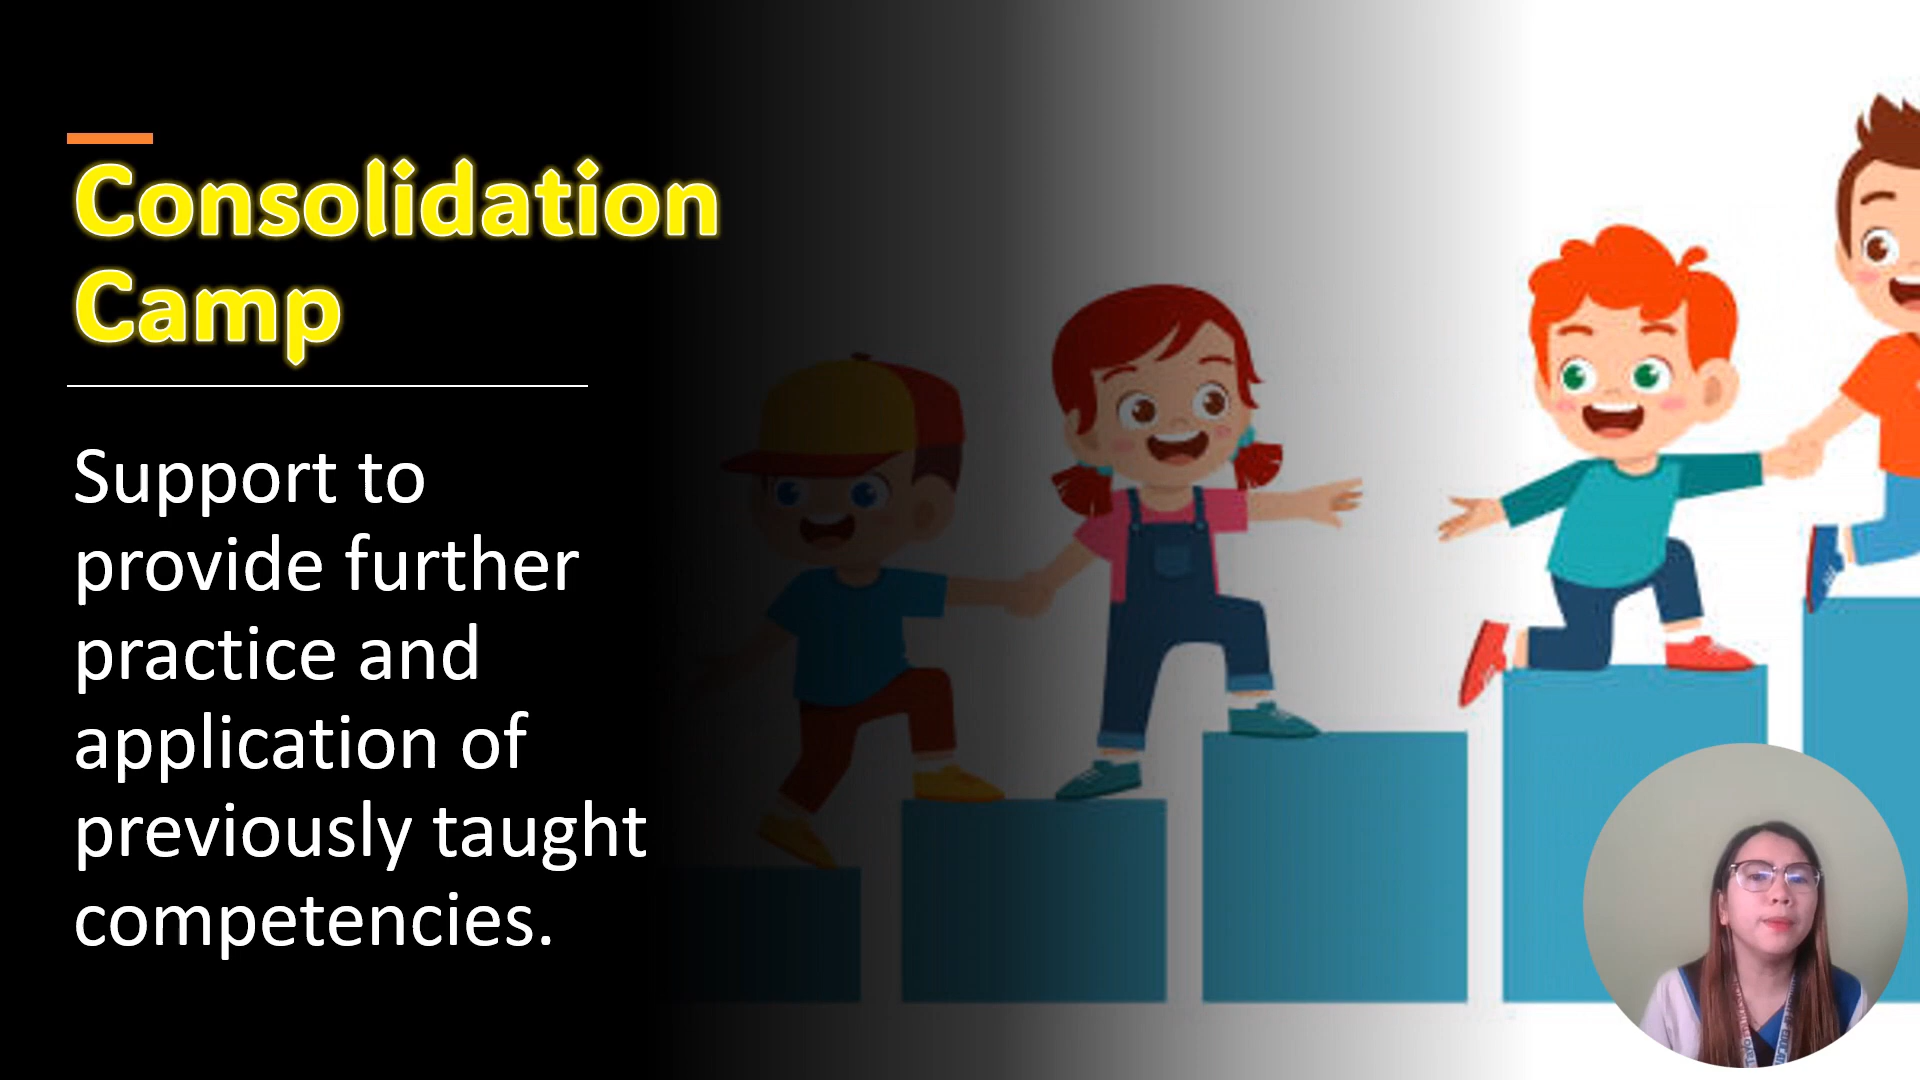 Consolidation
Camp
Support to
provide further
practice and
application of
previously taught
competencies.